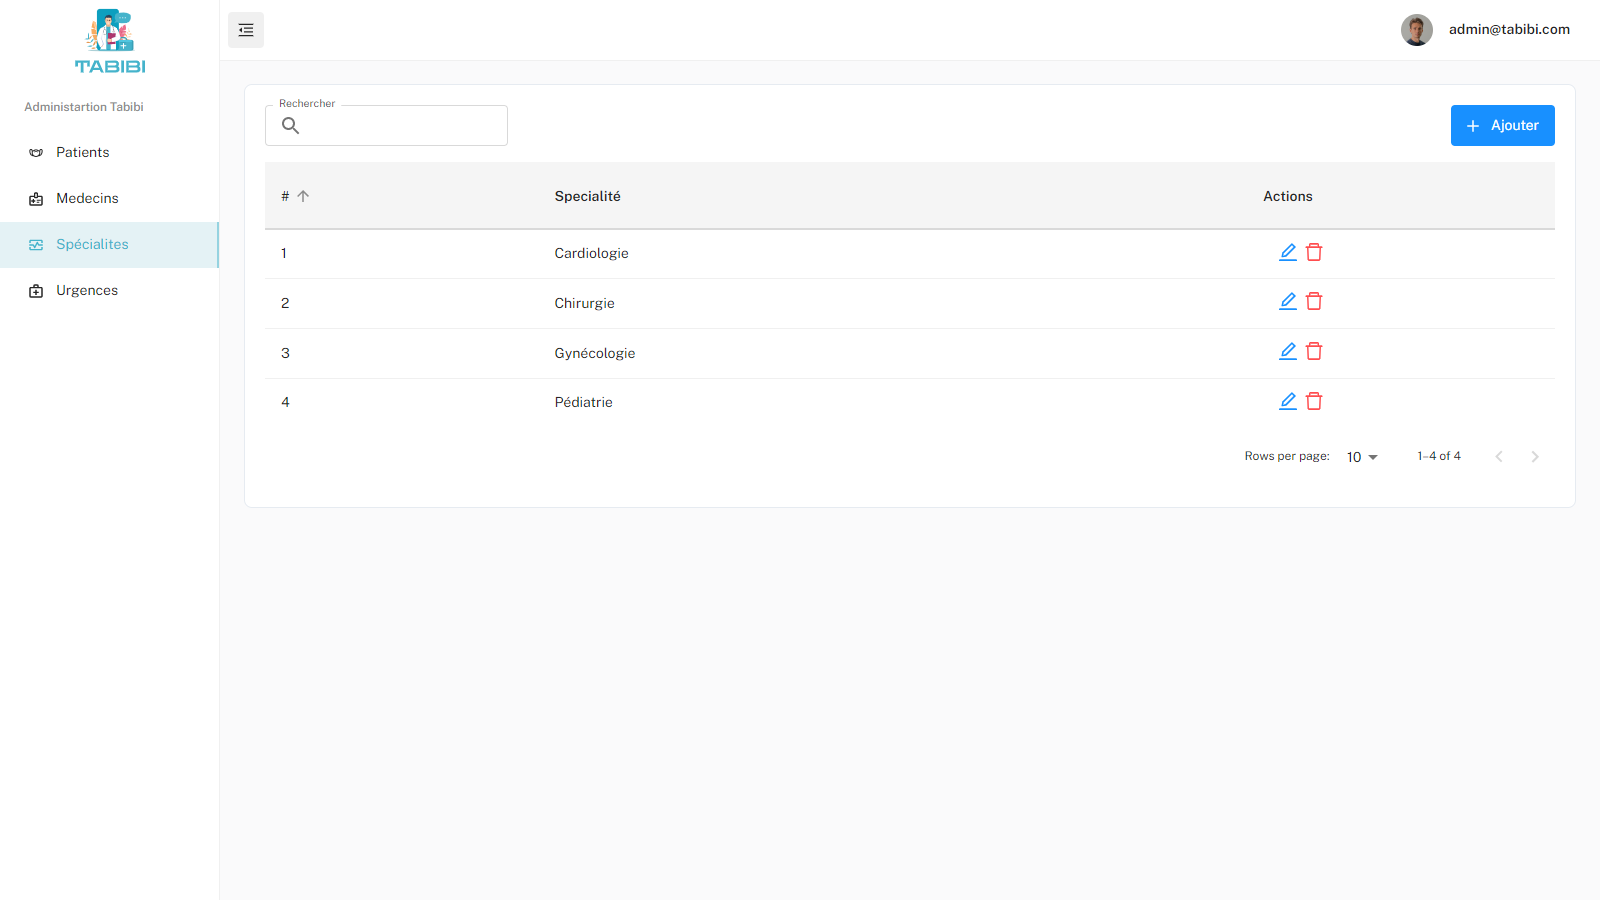 TABIBI
admin@tabibi.com
Administartion Tabibi
Patients
Medecins
Spécialites
Urgences
Rechercher
Ajouter
# Specialité Actions
1 Cardiologie
2 Chirurgie
3 Gynécologie
4 Pédiatrie
Rows per page: 10 1–4 of 4